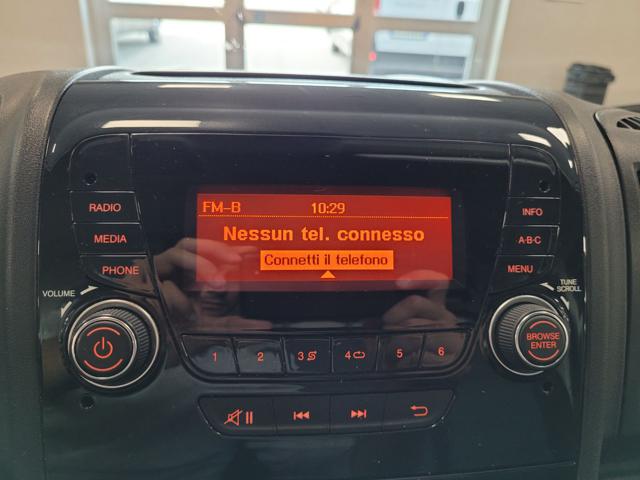 FM-B 10:29
Nessun tel. connesso
Connetti il telefono
RADIO
MEDIA
PHONE
INFO
A-B-C
MENU
VOLUME
TUNE
SCROLL
BROWSE
ENTER
1 2 3 4 5 6